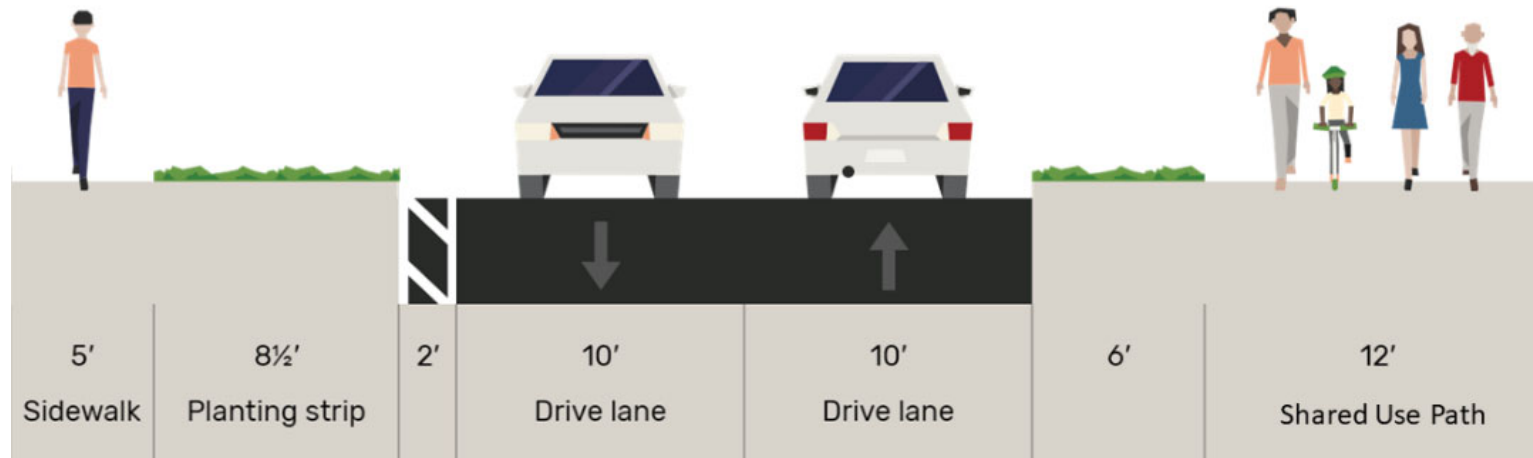 5′ 8½′ 2′ 10′ 10′ 6′ 12′
Sidewalk Planting strip Drive lane Drive lane Shared Use Path